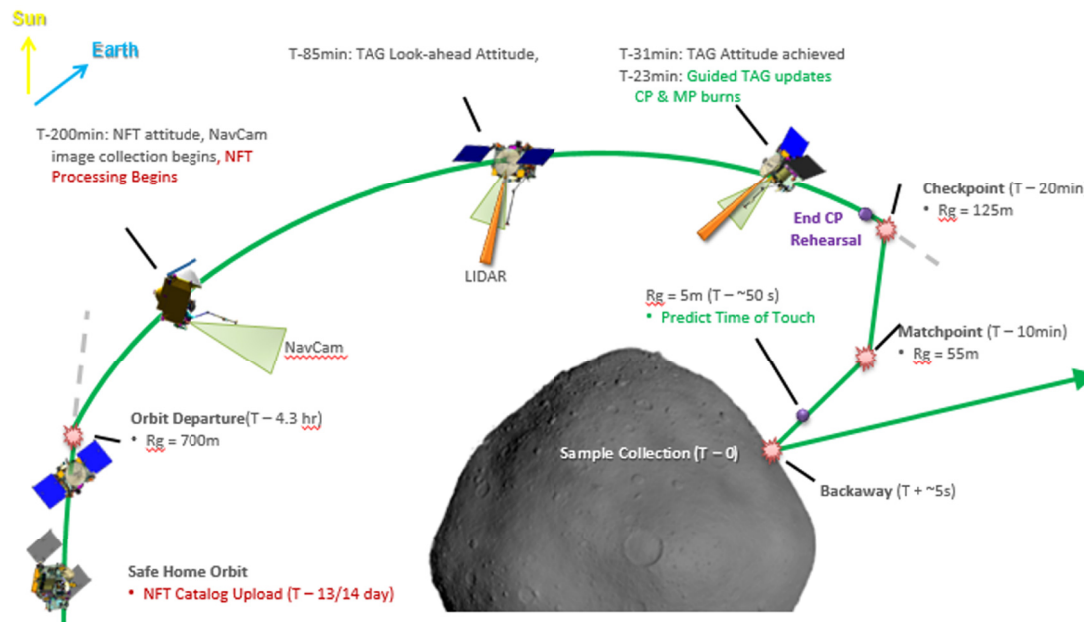 Sun
Earth
T-85min: TAG Look-ahead Attitude,
T-31min: TAG Attitude achieved
T-23min: Guided TAG updates
CP & MP burns
T-200min: NFT attitude, NavCam
image collection begins, NFT
Processing Begins
Checkpoint (T – 20min
• Rg = 125m
End CP
Rehearsal
LIDAR
Rg = 5m (T – ~50 s)
• Predict Time of Touch
Matchpoint (T – 10min)
• Rg = 55m
NavCam
Orbit Departure(T – 4.3 hr)
• Rg = 700m
Sample Collection (T – 0)
Backaway (T + ~5s)
Safe Home Orbit
• NFT Catalog Upload (T – 13/14 day)